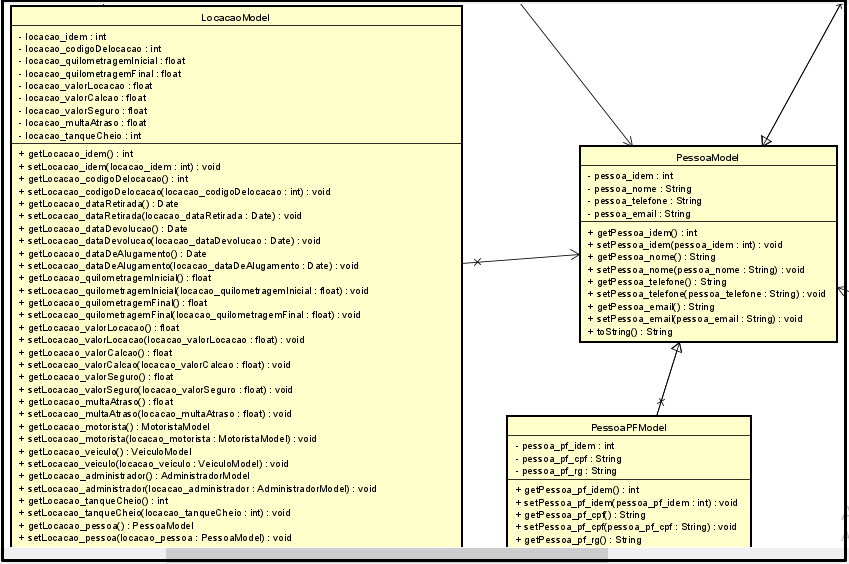 LocacaoModel
- locacao_idem : int
- locacao_codigoDelocacao : int
- locacao_quilometragemInicial : float
- locacao_quilometragemFinal : float
- locacao_valorLocacao : float
- locacao_valorCalcao : float
- locacao_valorSeguro : float
- locacao_multaAtraso : float
- locacao_tanqueCheio : int
+ getLocacao_idem() : int
+ setLocacao_idem(locacao_idem : int) : void
+ getLocacao_codigoDelocacao() : int
+ setLocacao_codigoDelocacao(locacao_codigoDelocacao : int) : void
+ getLocacao_dataRetirada() : Date
+ setLocacao_dataRetirada(locacao_dataRetirada : Date) : void
+ getLocacao_dataDevolucao() : Date
+ setLocacao_dataDevolucao(locacao_dataDevolucao : Date) : void
+ getLocacao_dataDeAlugamento() : Date
+ setLocacao_dataDeAlugamento(locacao_dataDeAlugamento : Date) : void
+ getLocacao_quilometragemInicial() : float
+ setLocacao_quilometragemInicial(locacao_quilometragemInicial : float) : void
+ getLocacao_quilometragemFinal() : float
+ setLocacao_quilometragemFinal(locacao_quilometragemFinal : float) : void
+ getLocacao_valorLocacao() : float
+ setLocacao_valorLocacao(locacao_valorLocacao : float) : void
+ getLocacao_valorCalcao() : float
+ setLocacao_valorCalcao(locacao_valorCalcao : float) : void
+ getLocacao_valorSeguro() : float
+ setLocacao_valorSeguro(locacao_valorSeguro : float) : void
+ getLocacao_multaAtraso() : float
+ setLocacao_multaAtraso(locacao_multaAtraso : float) : void
+ getLocacao_motorista() : MotoristaModel
+ setLocacao_motorista(locacao_motorista : MotoristaModel) : void
+ getLocacao_veiculo() : VeiculoModel
+ setLocacao_veiculo(locacao_veiculo : VeiculoModel) : void
+ getLocacao_administrador() : AdministradorModel
+ setLocacao_administrador(locacao_administrador : AdministradorModel) : void
+ getLocacao_tanqueCheio() : int
+ setLocacao_tanqueCheio(locacao_tanqueCheio : int) : void
+ getLocacao_pessoa() : PessoaModel
+ setLocacao_pessoa(locacao_pessoa : PessoaModel) : void
PessoaModel
- pessoa_idem : int
- pessoa_nome : String
- pessoa_telefone : String
- pessoa_email : String
+ getPessoa_idem() : int
+ setPessoa_idem(pessoa_idem : int) : void
+ getPessoa_nome() : String
+ setPessoa_nome(pessoa_nome : String) : void
+ getPessoa_telefone() : String
+ setPessoa_telefone(pessoa_telefone : String) : void
+ getPessoa_email() : String
+ setPessoa_email(pessoa_email : String) : void
+ toString() : String
PessoaPFModel
- pessoa_pf_idem : int
- pessoa_pf_cpf : String
- pessoa_pf_rg : String
+ getPessoa_pf_idem() : int
+ setPessoa_pf_idem(pessoa_pf_idem : int) : void
+ getPessoa_pf_cpf() : String
+ setPessoa_pf_cpf(pessoa_pf_cpf : String) : void
+ getPessoa_pf_rg() : String